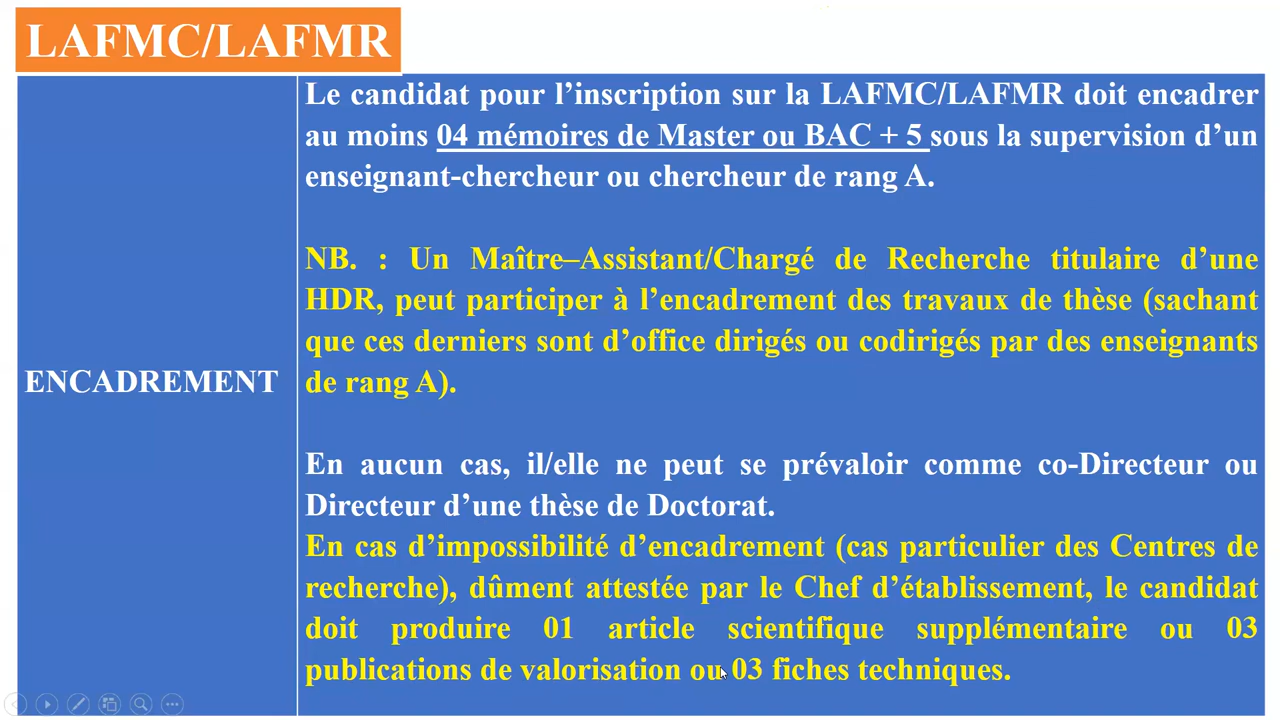 LAFMC/LAFMR
Le candidat pour l’inscription sur la LAFMC/LAFMR doit encadrer
au moins 04 mémoires de Master ou BAC + 5 sous la supervision d’un
enseignant-chercheur ou chercheur de rang A.
NB. : Un Maître–Assistant/Chargé de Recherche titulaire d’une
HDR, peut participer à l’encadrement des travaux de thèse (sachant
que ces derniers sont d’office dirigés ou codirigés par des enseignants
ENCADREMENT
de rang A).
En aucun cas, il/elle ne peut se prévaloir comme co-Directeur ou
Directeur d’une thèse de Doctorat.
En cas d’impossibilité d’encadrement (cas particulier des Centres de
recherche), dûment attestée par le Chef d’établissement, le candidat
doit produire 01 article scientifique supplémentaire ou 03
publications de valorisation ou 03 fiches techniques.